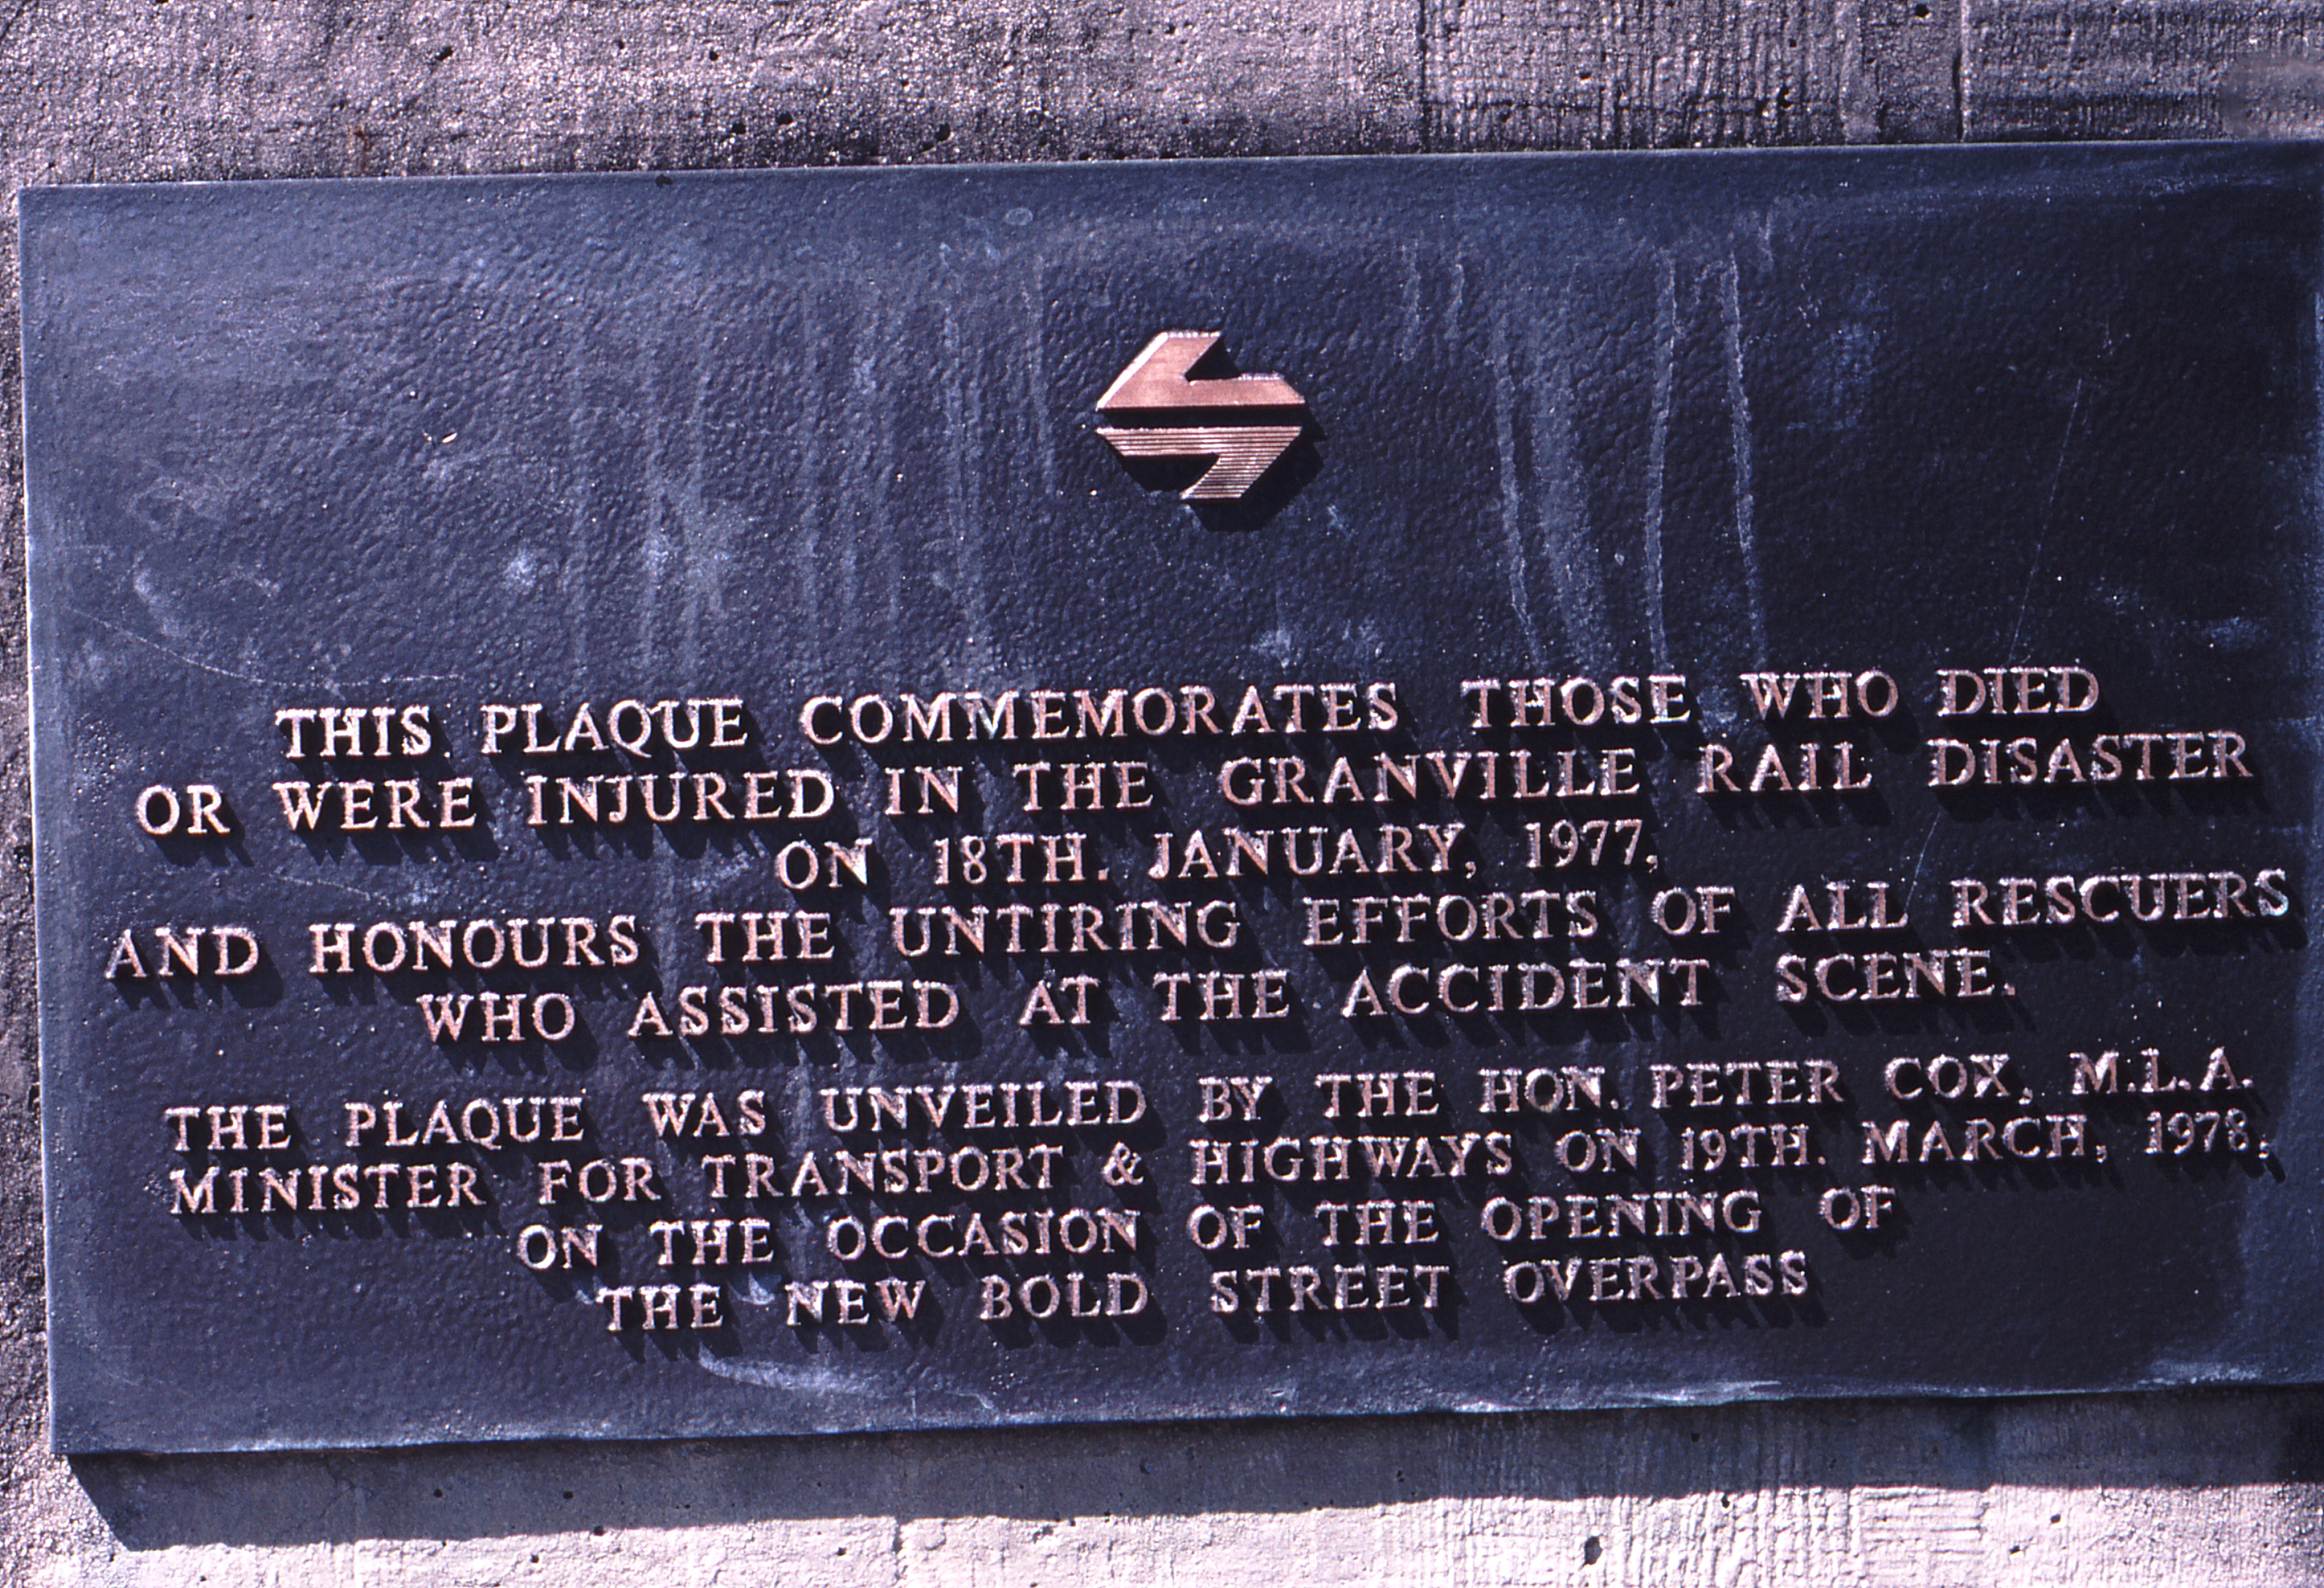 THIS PLAQUE COMMEMORATES THOSE WHO DIED
OR WERE INJURED IN THE GRANVILLE RAIL DISASTER
ON 18TH. JANUARY, 1977,
AND HONOURS THE UNTIRING EFFORTS OF ALL RESCUERS
WHO ASSISTED AT THE ACCIDENT SCENE.
THE PLAQUE WAS UNVEILED BY THE HON. PETER COX, M.L.A.
MINISTER FOR TRANSPORT & HIGHWAYS ON 19TH. MARCH, 1978,
ON THE OCCASION OF THE OPENING OF
THE NEW BOLD STREET OVERPASS